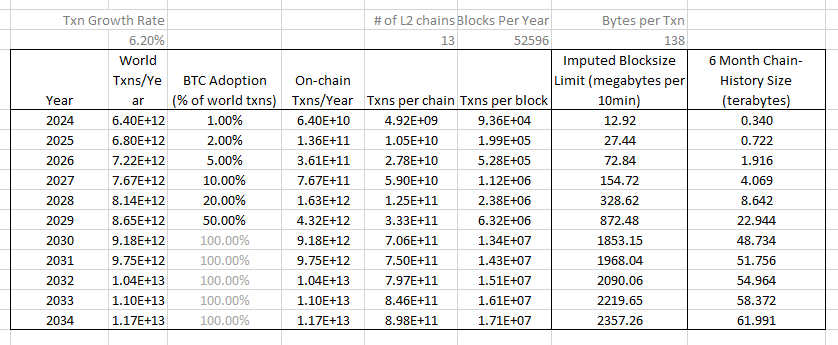 Txn Growth Rate # of L2 chains Blocks Per Year Bytes per Txn
6.20% 13 52596 138
World Imputed Blocksize 6 Month Chain-
Txns/Ye BTC Adoption On-chain Limit (megabytes per History Size
Year ar (% of world txns) Txns/Year Txns per chain Txns per block 10min) (terabytes)
2024 6.40E+12 1.00% 6.40E+10 4.92E+09 9.36E+04 12.92 0.340
2025 6.80E+12 2.00% 1.36E+11 1.05E+10 1.99E+05 27.44 0.722
2026 7.22E+12 5.00% 3.61E+11 2.78E+10 5.28E+05 72.84 1.916
2027 7.67E+12 10.00% 7.67E+11 5.90E+10 1.12E+06 154.72 4.069
2028 8.14E+12 20.00% 1.63E+12 1.25E+11 2.38E+06 328.62 8.642
2029 8.65E+12 50.00% 4.32E+12 3.33E+11 6.32E+06 872.48 22.944
2030 9.18E+12 100.00% 9.18E+12 7.06E+11 1.34E+07 1853.15 48.734
2031 9.75E+12 100.00% 9.75E+12 7.50E+11 1.43E+07 1968.04 51.756
2032 1.04E+13 100.00% 1.04E+13 7.97E+11 1.51E+07 2090.06 54.964
2033 1.10E+13 100.00% 1.10E+13 8.46E+11 1.61E+07 2219.65 58.372
2034 1.17E+13 100.00% 1.17E+13 8.98E+11 1.71E+07 2357.26 61.991